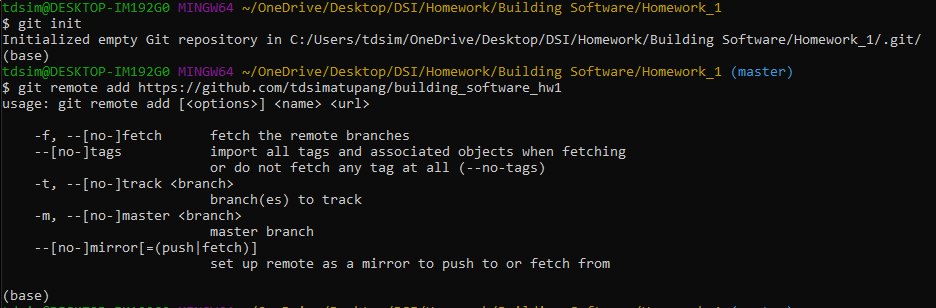 tdsim@DESKTOP-IM192G0 MINGW64 ~/OneDrive/Desktop/DSI/Homework/Building Software/Homework_1
$ git init
Initialized empty Git repository in C:/Users/tdsim/OneDrive/Desktop/DSI/Homework/Building Software/Homework_1/.git/
(base)
tdsim@DESKTOP-IM192G0 MINGW64 ~/OneDrive/Desktop/DSI/Homework/Building Software/Homework_1 (master)
$ git remote add https://github.com/tdsimatupang/building_software_hw1
usage: git remote add [<options>] <name> <url>

    -f, --[no-]fetch      fetch the remote branches
    --[no-]tags           import all tags and associated objects when fetching
                          or do not fetch any tag at all (--no-tags)
    -t, --[no-]track <branch>
                          branch(es) to track
    -m, --[no-]master <branch>
                          master branch
    --[no-]mirror[=(push|fetch)]
                          set up remote as a mirror to push to or fetch from

(base)